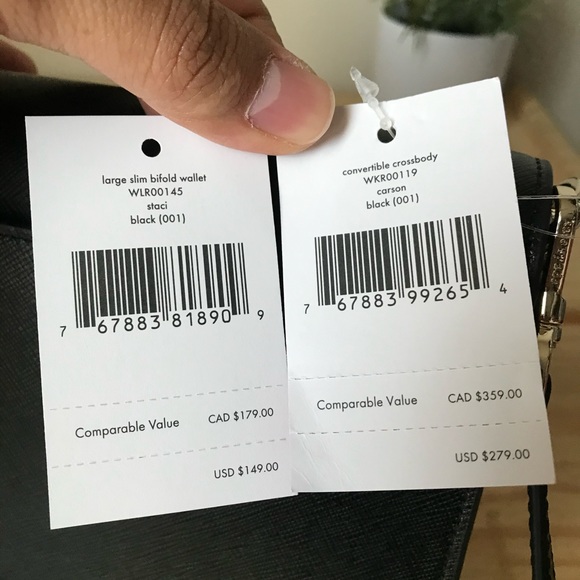 large slim bifold wallet
WLR00145
staci
black (001)
7 67883 81890 9
Comparable Value CAD $179.00
USD $149.00
convertible crossbody
WKR00119
carson
black (001)
7 67883 99265 4
Comparable Value CAD $359.00
USD $279.00